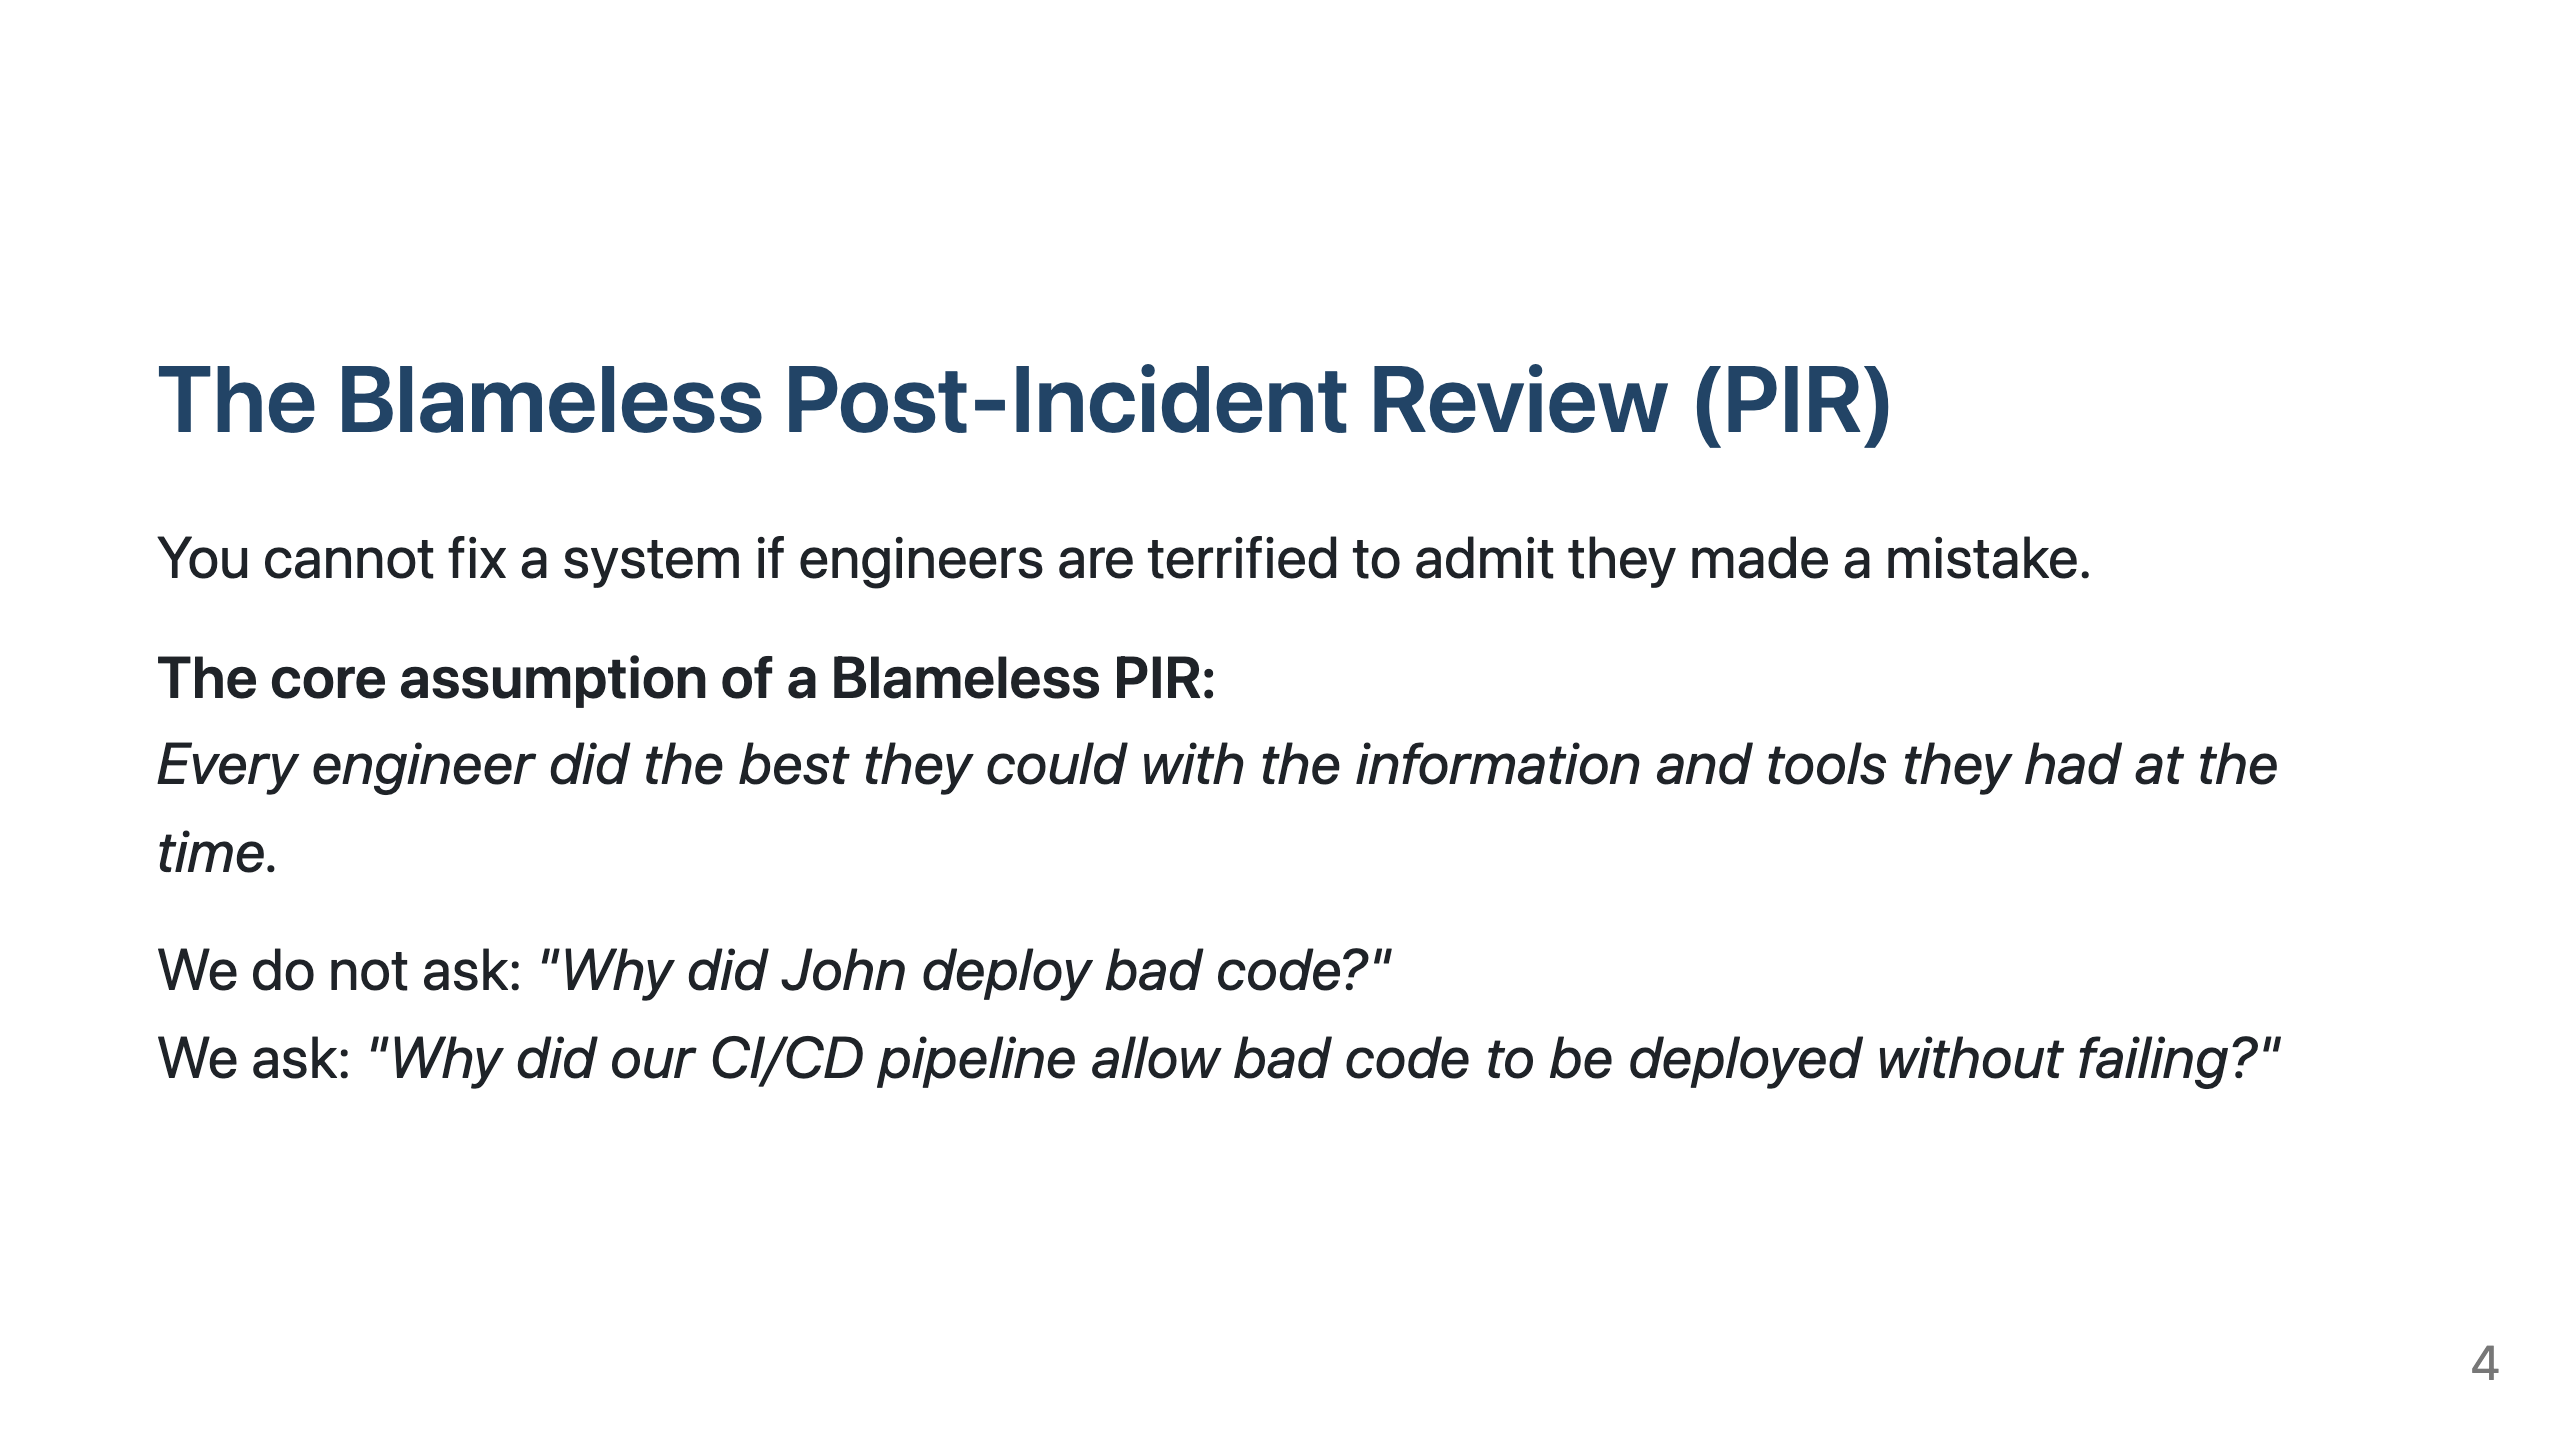 The Blameless Post-Incident Review (PIR)
You cannot fix a system if engineers are terrified to admit they made a mistake.
The core assumption of a Blameless PIR:
Every engineer did the best they could with the information and tools they had at the
time.
We do not ask: "Why did John deploy bad code?"
We ask: "Why did our CI/CD pipeline allow bad code to be deployed without failing?"
4